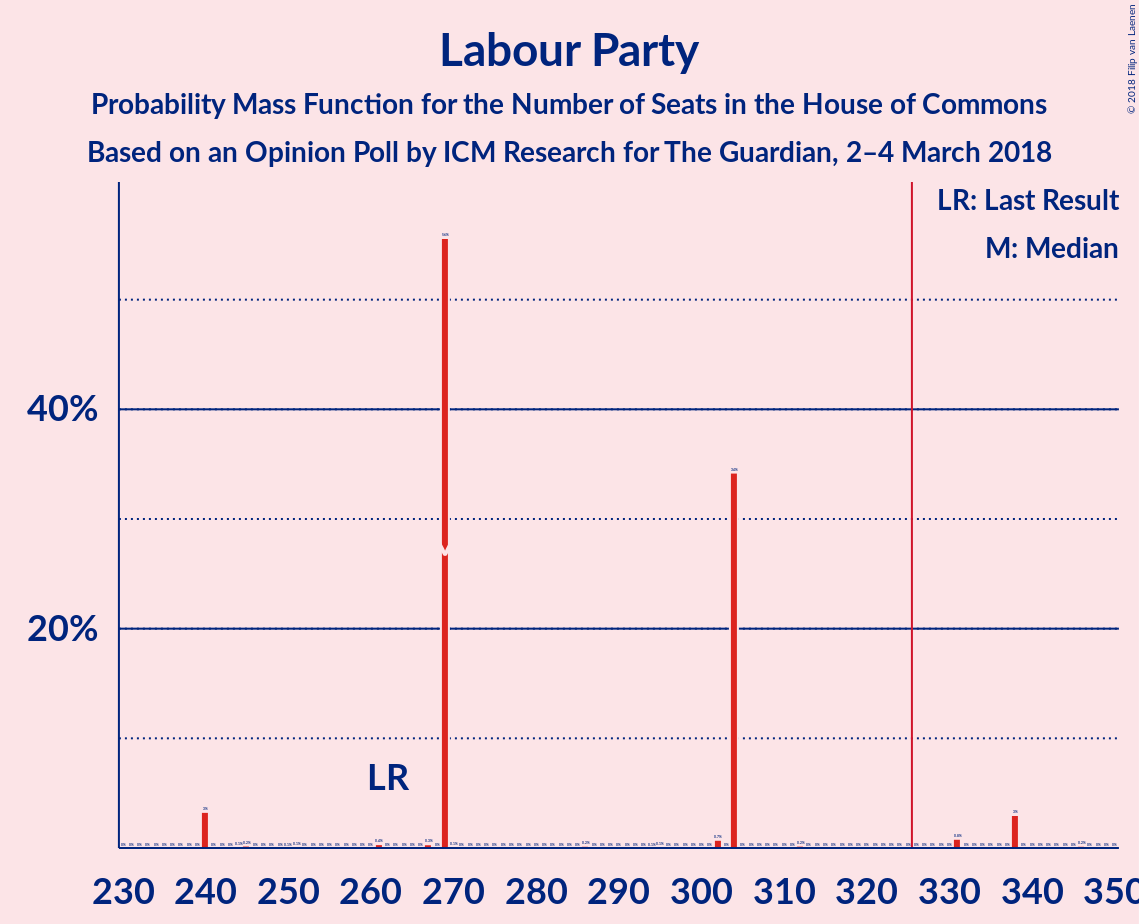 Labour Party
Probability Mass Function for the Number of Seats in the House of Commons
Based on an Opinion Poll by ICM Research for The Guardian, 2–4 March 2018
© 2018 Filip van Laenen
LR: Last Result
M: Median
40%
20%
LR
230 240 250 260 270 280 290 300 310 320 330 340 350